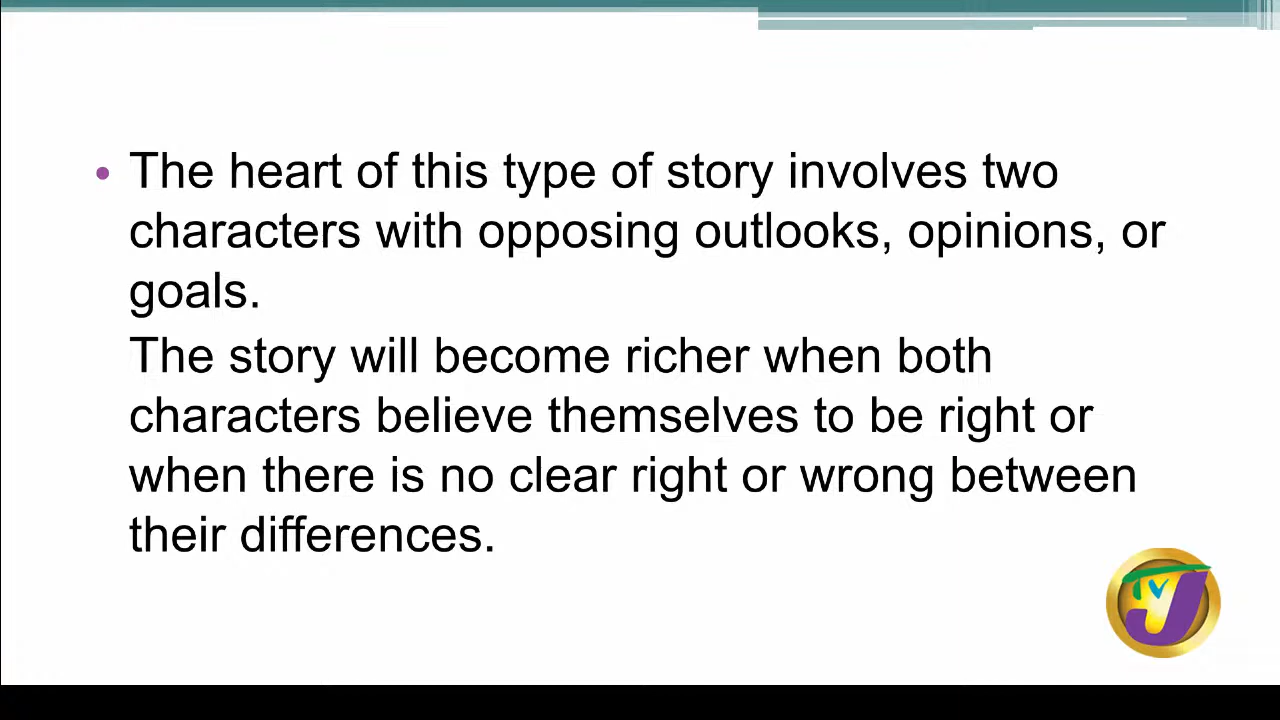 • The heart of this type of story involves two
characters with opposing outlooks, opinions, or
goals.
The story will become richer when both
characters believe themselves to be right or
when there is no clear right or wrong between
their differences.
TVJ